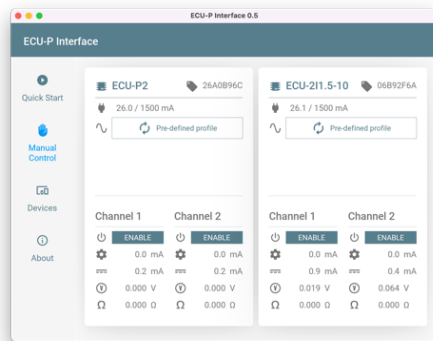 ECU-P Interface 0.5
ECU-P Interface
Quick Start
Manual
Control
Devices
About
ECU-P2 26A0B96C
26.0 / 1500 mA
Pre-defined profile
Channel 1 Channel 2
ENABLE ENABLE
0.0 mA 0.0 mA
0.2 mA 0.2 mA
0.000 V 0.000 V
0.000 Ω 0.000 Ω
ECU-2I1.5-10 06B92F6A
26.1 / 1500 mA
Pre-defined profile
Channel 1 Channel 2
ENABLE ENABLE
0.0 mA 0.0 mA
0.9 mA 0.4 mA
0.019 V 0.064 V
0.000 Ω 0.000 Ω